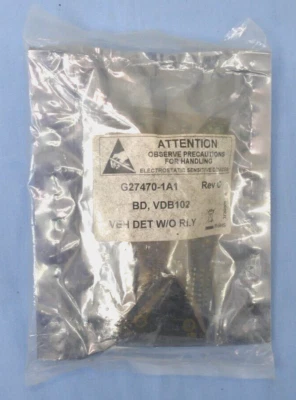 ATTENTION
OBSERVE PRECAUTIONS
FOR HANDLING
ELECTROSTATIC SENSITIVE DEVICES
G27470-1A1 Rev C
BD, VDB102
VEH DET W/O RLY